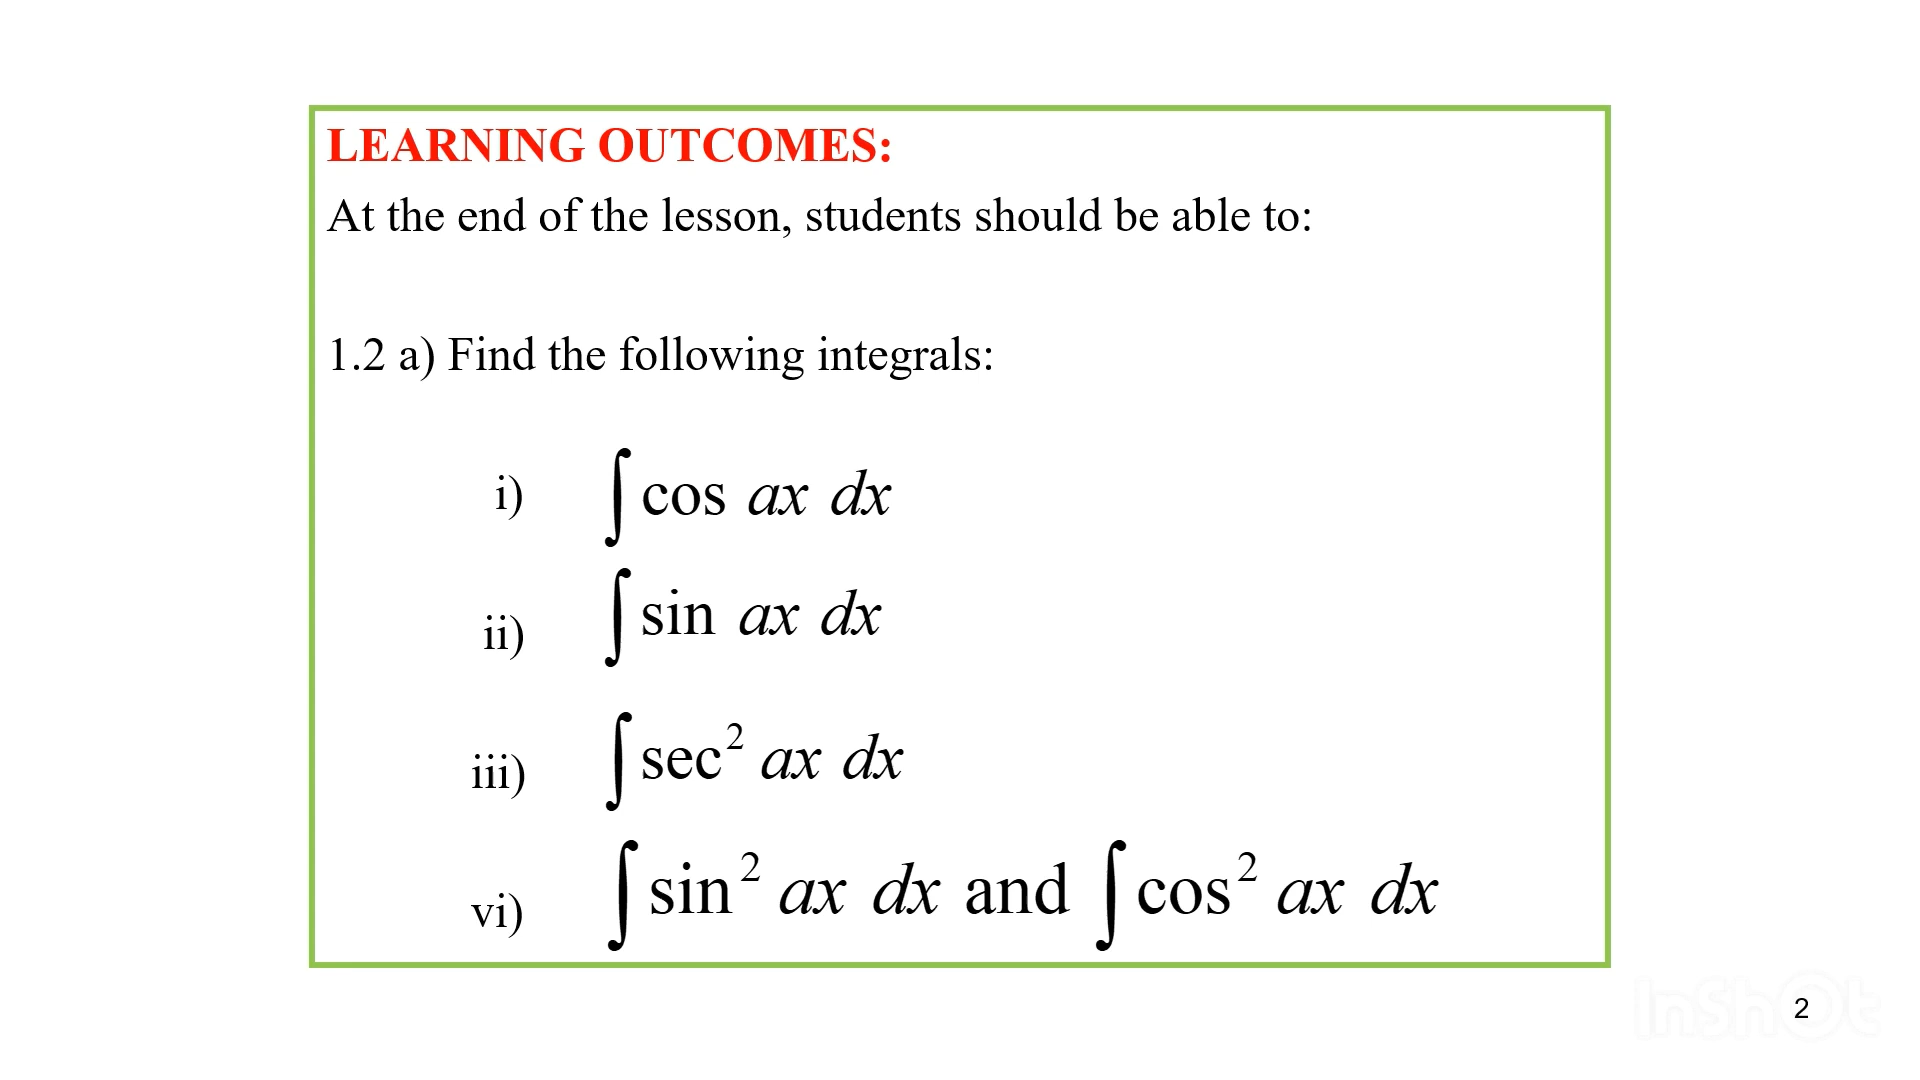 LEARNING OUTCOMES:
At the end of the lesson, students should be able to:
1.2 a) Find the following integrals:
i) ∫ cos ax dx
ii) ∫ sin ax dx
iii) ∫ sec² ax dx
vi) ∫ sin² ax dx and ∫ cos² ax dx
InShOt
2